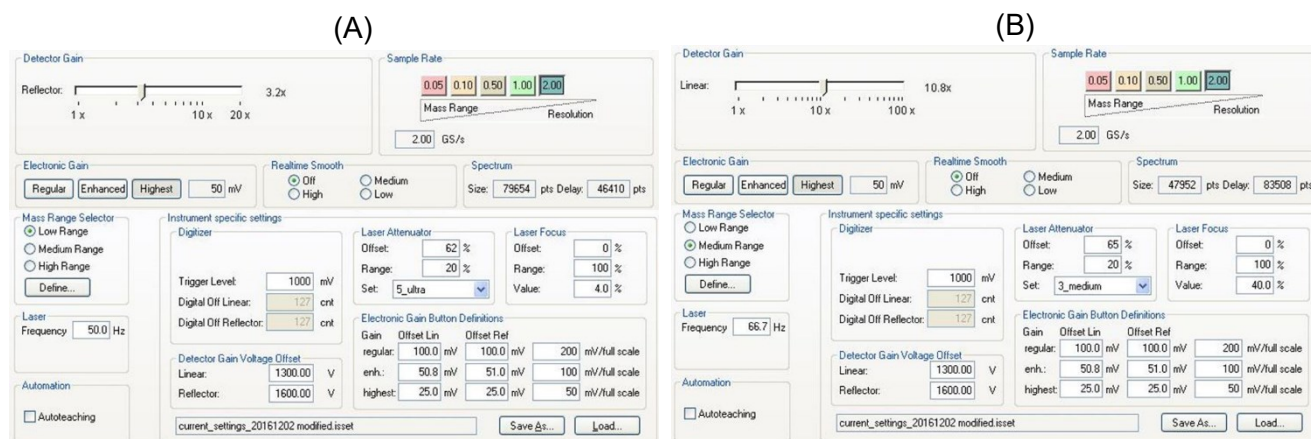 (A)
Detector Gain
Reflector:
3.2x
1 x 10 x 20 x
Sample Rate
0.05 0.10 0.50 1.00 2.00
Mass Range
Resolution
2.00 GS/s
Electronic Gain
Regular Enhanced Highest 50 mV
Realtime Smooth
Off Medium
High Low
Spectrum
Size: 79654 pts Delay: 46410 pts
Mass Range Selector
Low Range
Medium Range
High Range
Define...
Laser
Frequency 50.0 Hz
Automation
Autoteaching
Instrument specific settings
Digitizer
Trigger Level: 1000 mV
Digital Off Linear: 127 cnt
Digital Off Reflector: 127 cnt
Detector Gain Voltage Offset
Linear: 1300.00 V
Reflector: 1600.00 V
Laser Attenuator
Offset: 62 %
Range: 20 %
Set: 5_ultra
Laser Focus
Offset: 0 %
Range: 100 %
Value: 4.0 %
Electronic Gain Button Definitions
Gain Offset Lin Offset Ref
regular: 100.0 mV 100.0 mV 200 mV/full scale
enh.: 50.8 mV 51.0 mV 100 mV/full scale
highest: 25.0 mV 25.0 mV 50 mV/full scale
current_settings_20161202 modified.isset
Save As... Load...
(B)
Detector Gain
Linear:
10.8x
1 x 10 x 100 x
Sample Rate
0.05 0.10 0.50 1.00 2.00
Mass Range
Resolution
2.00 GS/s
Electronic Gain
Regular Enhanced Highest 50 mV
Realtime Smooth
Off Medium
High Low
Spectrum
Size: 47952 pts Delay: 83508 pts
Mass Range Selector
Low Range
Medium Range
High Range
Define...
Laser
Frequency 66.7 Hz
Automation
Autoteaching
Instrument specific settings
Digitizer
Trigger Level: 1000 mV
Digital Off Linear: 127 cnt
Digital Off Reflector: 127 cnt
Detector Gain Voltage Offset
Linear: 1300.00 V
Reflector: 1600.00 V
Laser Attenuator
Offset: 65 %
Range: 20 %
Set: 3_medium
Laser Focus
Offset: 0 %
Range: 100 %
Value: 40.0 %
Electronic Gain Button Definitions
Gain Offset Lin Offset Ref
regular: 100.0 mV 100.0 mV 200 mV/full scale
enh.: 50.8 mV 51.0 mV 100 mV/full scale
highest: 25.0 mV 25.0 mV 50 mV/full scale
current_settings_20161202 modified.isset
Save As... Load...